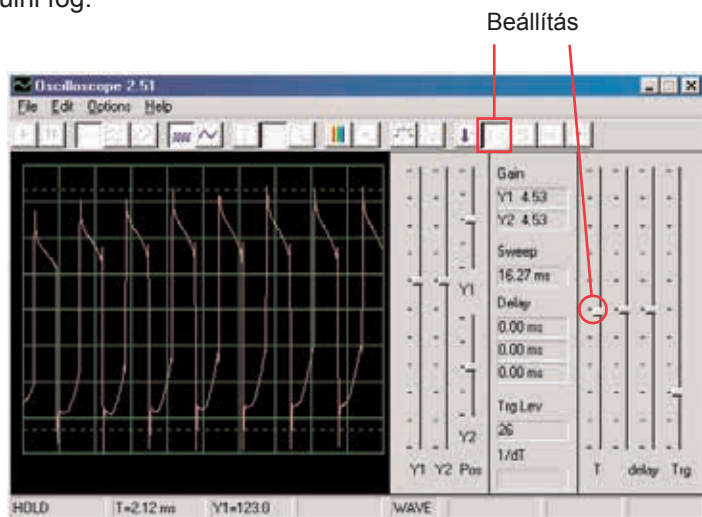 ulni fog.
Beállítás
Oscilloscope 2.51
File Edit Options Help
Gain
Y1 4.53
Y2 4.53
Sweep
16.27 ms
Delay
0.00 ms
0.00 ms
0.00 ms
Trg Lev
26
1/dT
Y1
Y2
Y1 Y2 Pos
T delay Trg
HOLD T=2.12 ms Y1=123.0 WAVE